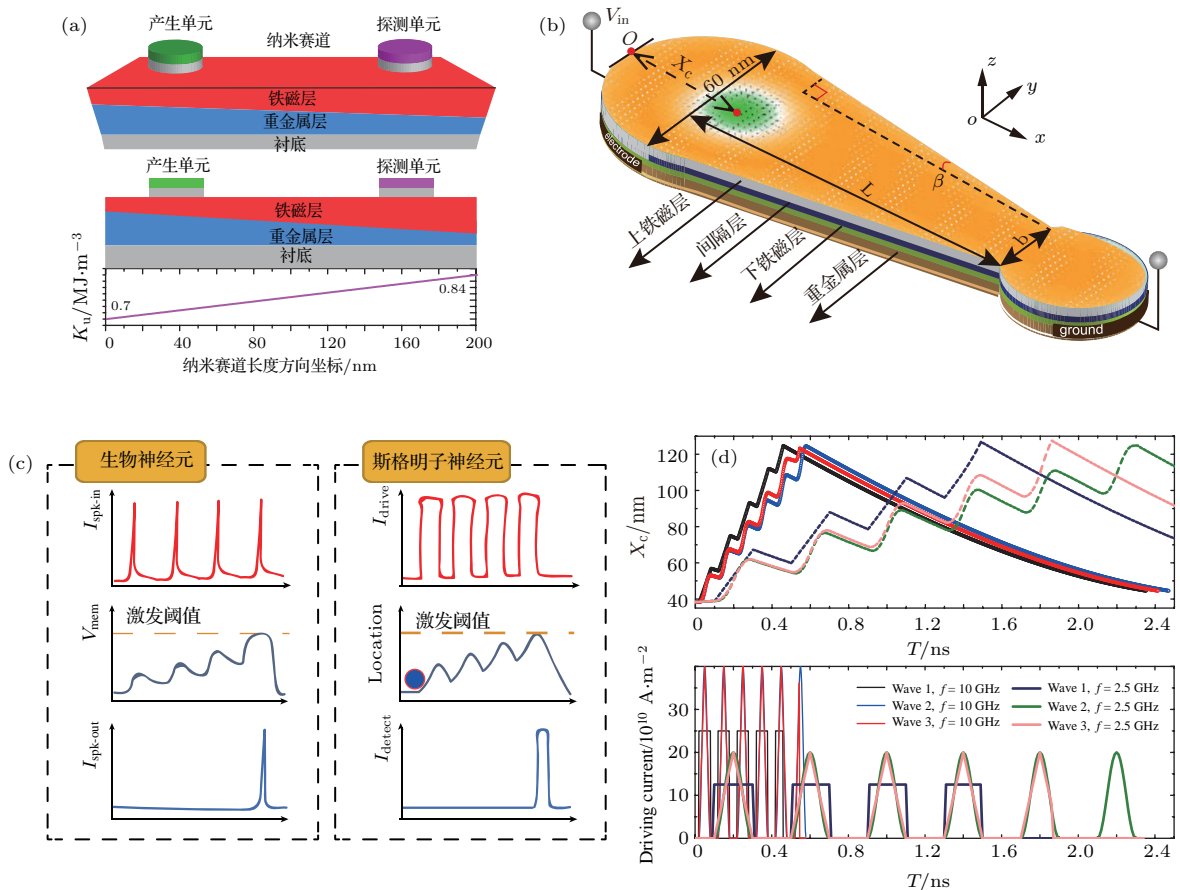 (a)
产生单元
纳米赛道
探测单元
铁磁层
重金属层
衬底
产生单元
探测单元
铁磁层
重金属层
衬底
K_u/MJ·m⁻³
0.7
0.84
0 40 80 120 160 200
纳米赛道长度方向坐标/nm
(b)
V_in
O
X_c
60 nm
z
y
o
x
electrode
β
L
b
上铁磁层
间隔层
下铁磁层
重金属层
ground
(c)
生物神经元
I_spk-in
V_mem
激发阈值
I_spk-out
斯格明子神经元
I_drive
Location
激发阈值
I_detect
(d)
X_c/nm
120
100
80
60
40
0 0.4 0.8 1.2 1.6 2.0 2.4
T/ns
Driving current/10¹⁰ A·m⁻²
30
20
10
0
Wave 1, f = 10 GHz
Wave 2, f = 10 GHz
Wave 3, f = 10 GHz
Wave 1, f = 2.5 GHz
Wave 2, f = 2.5 GHz
Wave 3, f = 2.5 GHz
0 0.4 0.8 1.2 1.6 2.0 2.4
T/ns